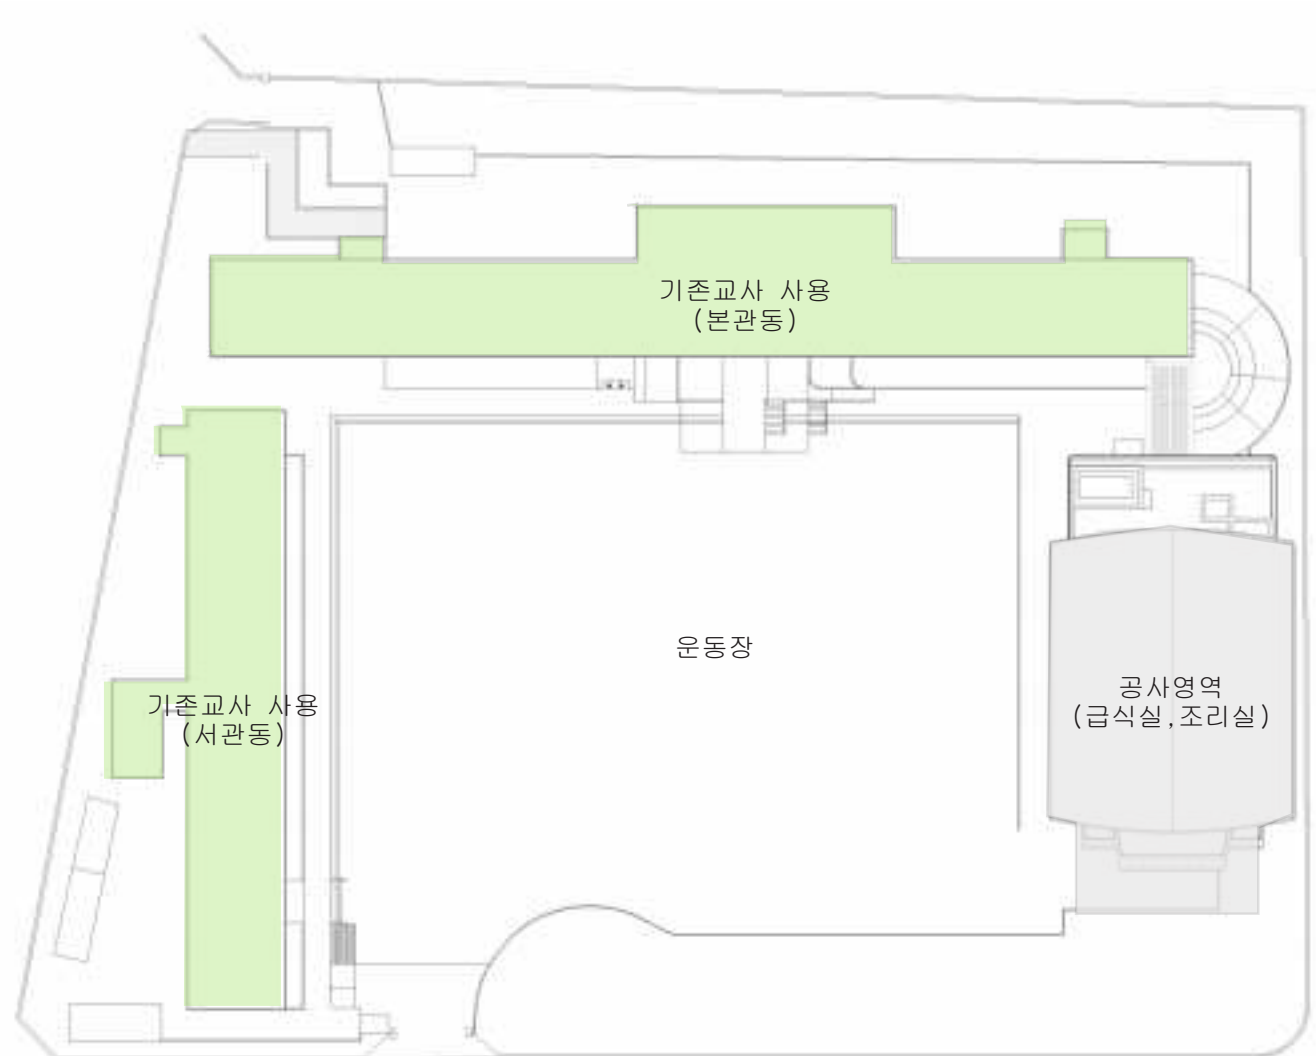 기존교사 사용
(본관동)
운동장
기존교사 사용
(서관동)
공사영역
(급식실,조리실)